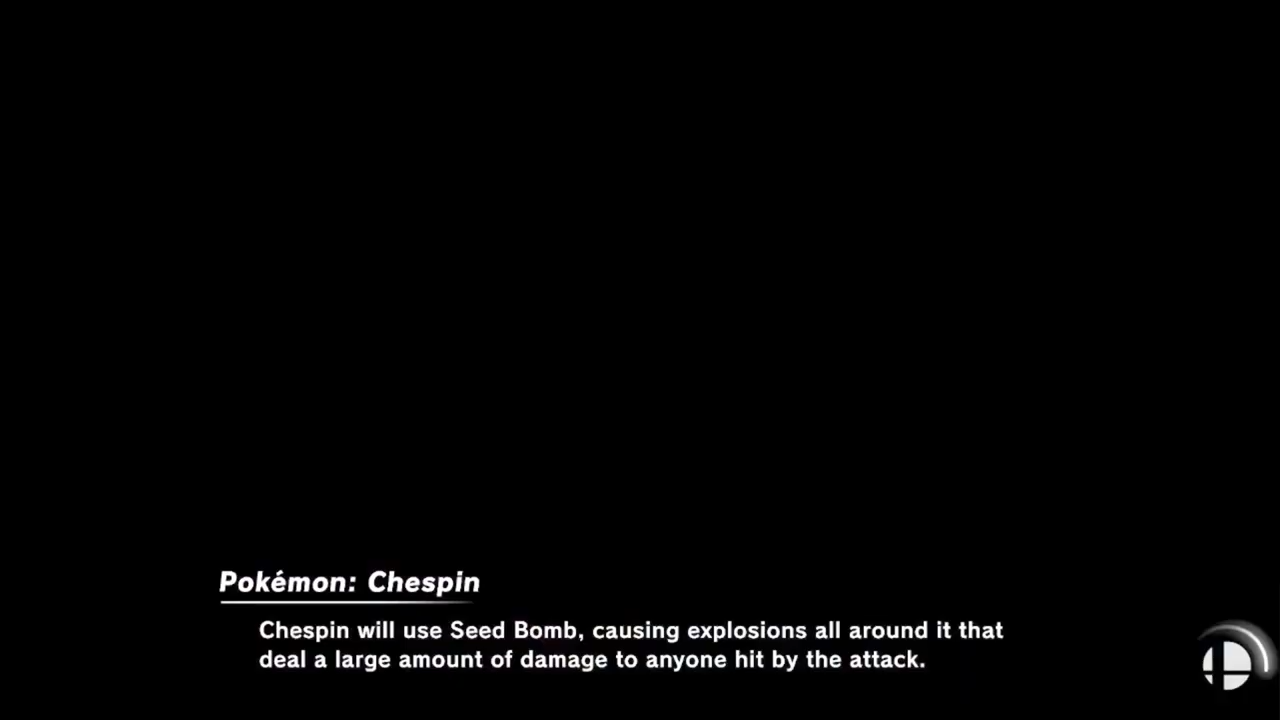 Pokémon: Chespin
Chespin will use Seed Bomb, causing explosions all around it that
deal a large amount of damage to anyone hit by the attack.